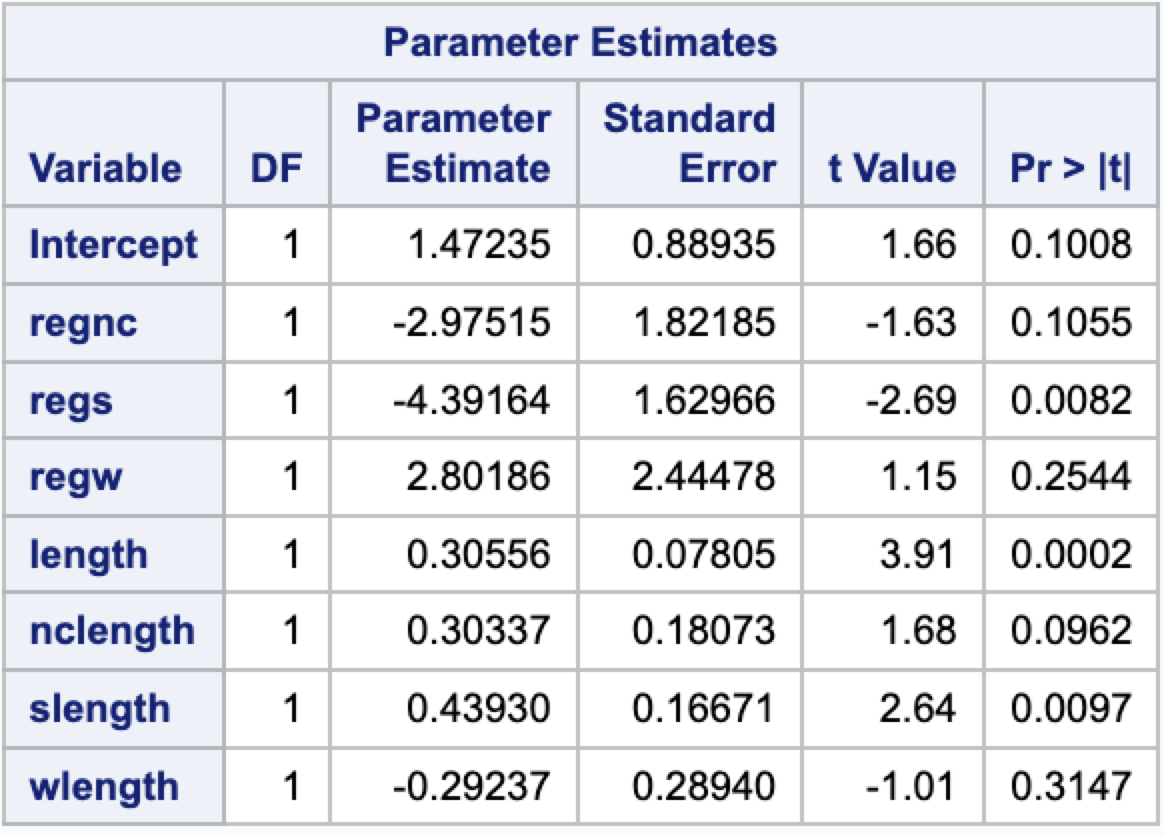 Parameter Estimates
Variable DF Parameter Estimate Standard Error t Value Pr > |t|
Intercept 1 1.47235 0.88935 1.66 0.1008
regnc 1 -2.97515 1.82185 -1.63 0.1055
regs 1 -4.39164 1.62966 -2.69 0.0082
regw 1 2.80186 2.44478 1.15 0.2544
length 1 0.30556 0.07805 3.91 0.0002
nclength 1 0.30337 0.18073 1.68 0.0962
slength 1 0.43930 0.16671 2.64 0.0097
wlength 1 -0.29237 0.28940 -1.01 0.3147